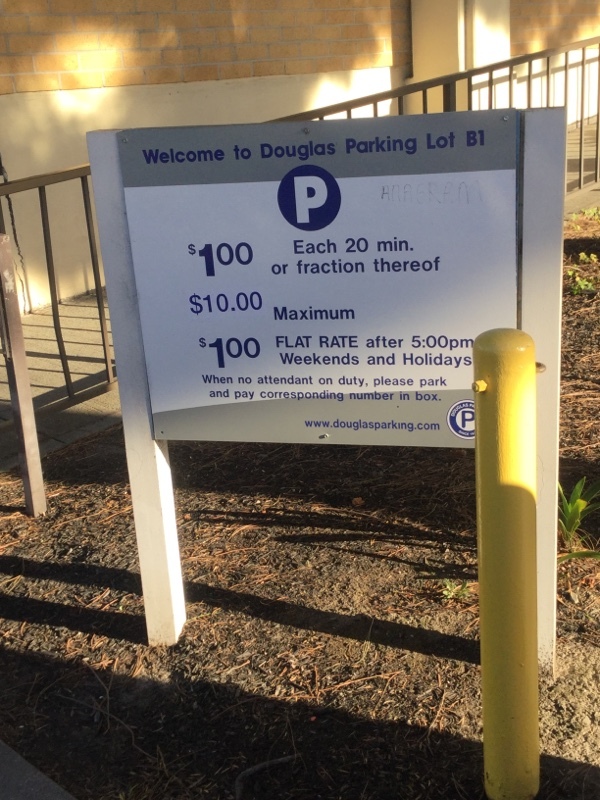 Welcome to Douglas Parking Lot B1
P
$1.00 Each 20 min.
or fraction thereof
$10.00 Maximum
$1.00 FLAT RATE after 5:00pm
Weekends and Holidays
When no attendant on duty, please park
and pay corresponding number in box.
www.douglasparking.com
P